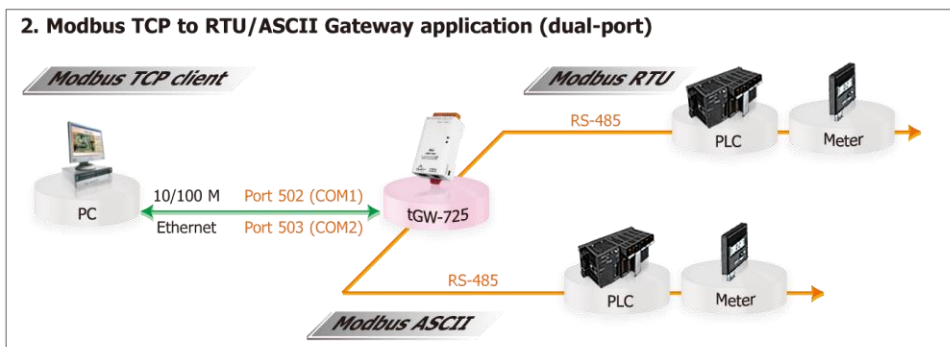 2. Modbus TCP to RTU/ASCII Gateway application (dual-port)
Modbus TCP client
Modbus RTU
RS-485
PLC
Meter
10/100 M
Port 502 (COM1)
PC
tGW-725
Ethernet
Port 503 (COM2)
RS-485
PLC
Meter
Modbus ASCII